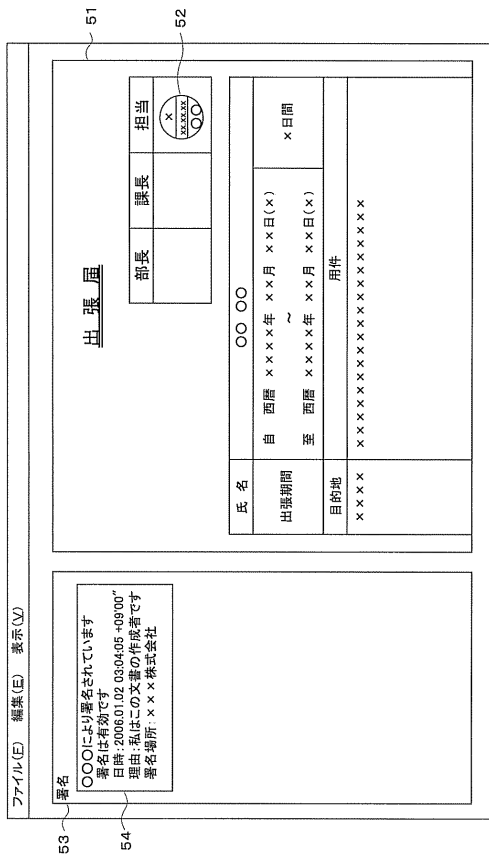 ファイル(F) 編集(E) 表示(V)
53
署名
○○○により署名されています
署名は有効です
日時:2006.01.02 03:04:05 +09'00"
理由:私はこの文書の作成者です
署名場所:×××株式会社
54
51
出 張 届
部長 課長 担当
×
xx.xx.xx
○○
52
氏 名 ○○ ○○
出張期間 自 西暦 ××××年 ××月 ××日(×)
~
至 西暦 ××××年 ××月 ××日(×)
×日間
目的地 用件
×××× ××××××××××××××××××